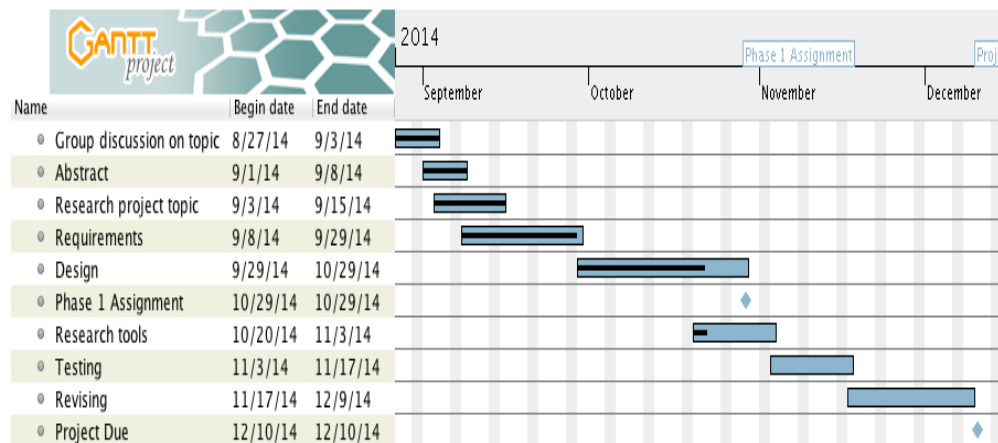 GANTT
project
2014
Phase 1 Assignment Proj
September October November December
Name Begin date End date
Group discussion on topic 8/27/14 9/3/14
Abstract 9/1/14 9/8/14
Research project topic 9/3/14 9/15/14
Requirements 9/8/14 9/29/14
Design 9/29/14 10/29/14
Phase 1 Assignment 10/29/14 10/29/14
Research tools 10/20/14 11/3/14
Testing 11/3/14 11/17/14
Revising 11/17/14 12/9/14
Project Due 12/10/14 12/10/14